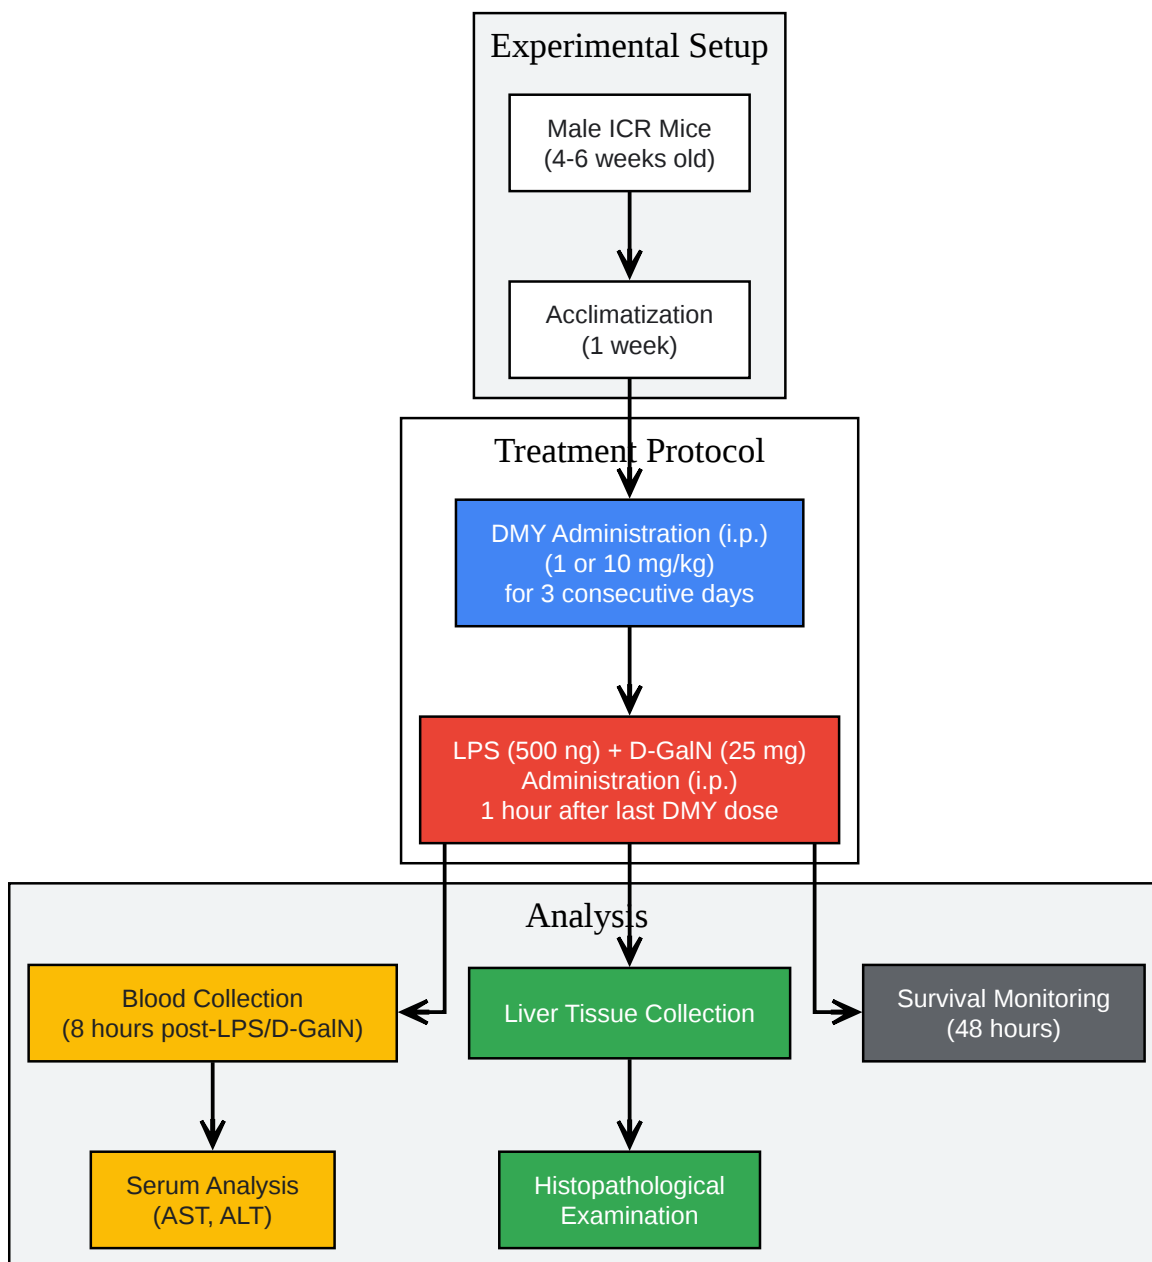 Experimental Setup
Male ICR Mice
(4-6 weeks old)
Acclimatization
(1 week)
Treatment Protocol
DMY Administration (i.p.)
(1 or 10 mg/kg)
for 3 consecutive days
LPS (500 ng) + D-GalN (25 mg)
Administration (i.p.)
1 hour after last DMY dose
Analysis
Blood Collection
(8 hours post-LPS/D-GalN)
Liver Tissue Collection
Survival Monitoring
(48 hours)
Serum Analysis
(AST, ALT)
Histopathological
Examination